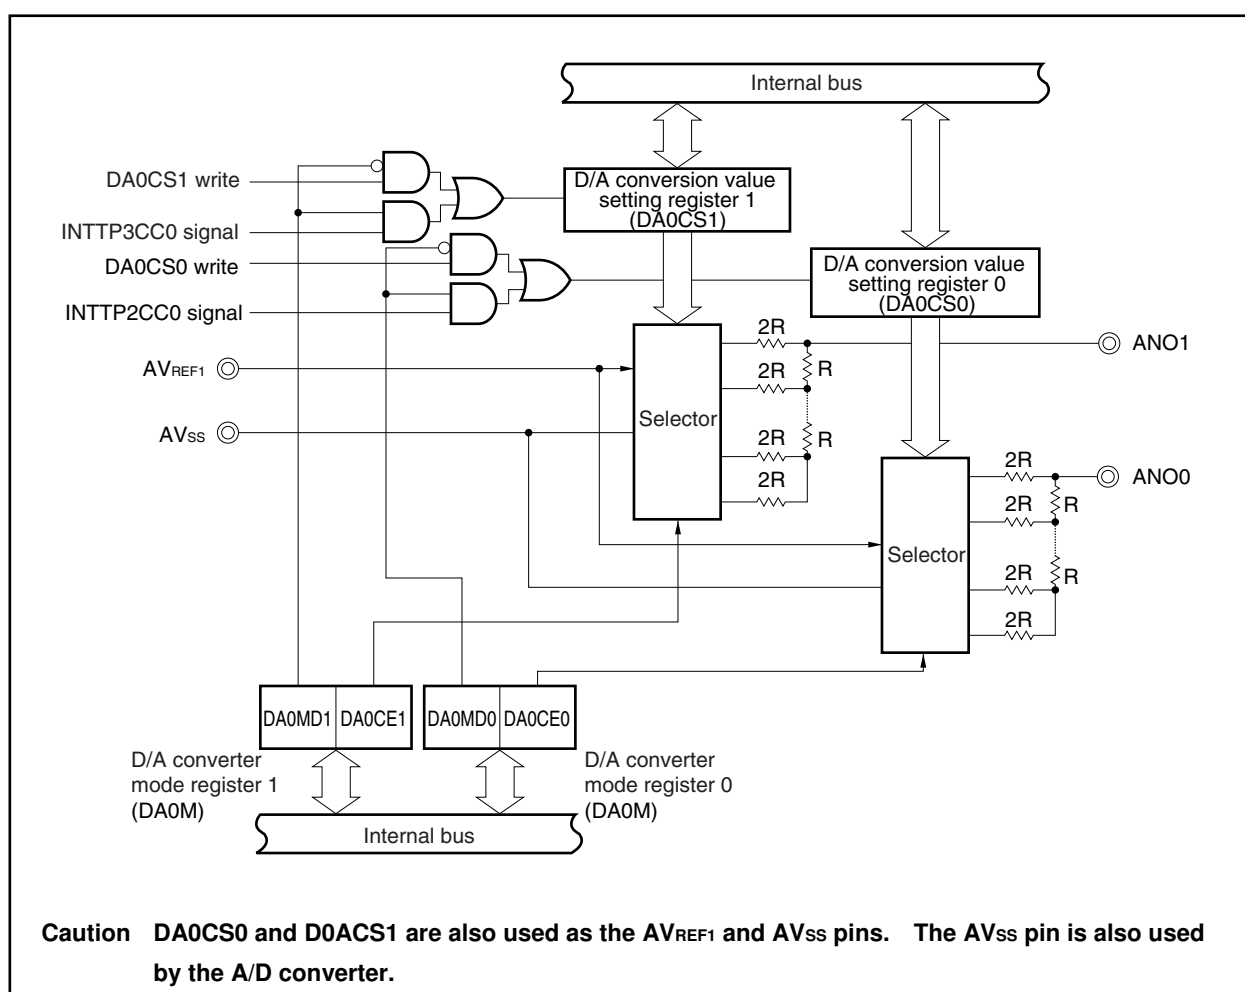 Internal bus
DA0CS1 write
D/A conversion value
setting register 1
(DA0CS1)
INTTP3CC0 signal
DA0CS0 write
D/A conversion value
setting register 0
(DA0CS0)
INTTP2CC0 signal
2R
ANO1
AVREF1
R
2R
Selector
AVSS
2R
R
2R
2R
ANO0
R
2R
Selector
2R
R
2R
DA0MD1 DA0CE1 DA0MD0 DA0CE0
D/A converter
mode register 1
(DA0M)
D/A converter
mode register 0
(DA0M)
Internal bus
Caution DA0CS0 and D0ACS1 are also used as the AVREF1 and AVSS pins. The AVSS pin is also used
by the A/D converter.